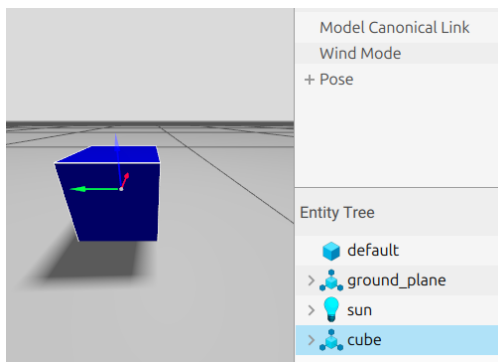 Model Canonical Link
Wind Mode
+ Pose
Entity Tree
default
ground_plane
sun
cube